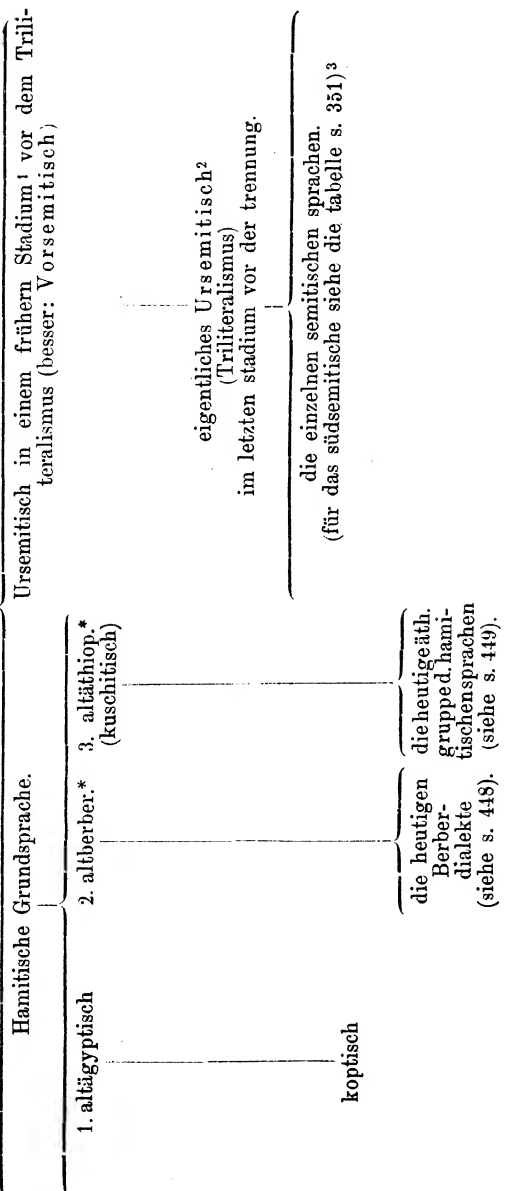 Hamitische Grundsprache.
1. altägyptisch
koptisch
2. altberber.*
die heutigen
Berber-
dialekte
(siehe s. 448).
3. altäthiop.*
(kuschitisch)
die heutige äth.
gruppe d. hami-
tischen sprachen
(siehe s. 449).
Ursemitisch in einem frühern Stadium¹ vor dem Trili-
teralismus (besser: Vorsemitisch)
eigentliches Ursemitisch²
(Triliteralismus)
im letzten stadium vor der trennung.
die einzelnen semitischen sprachen.
(für das südsemitische siehe die tabelle s. 351)³